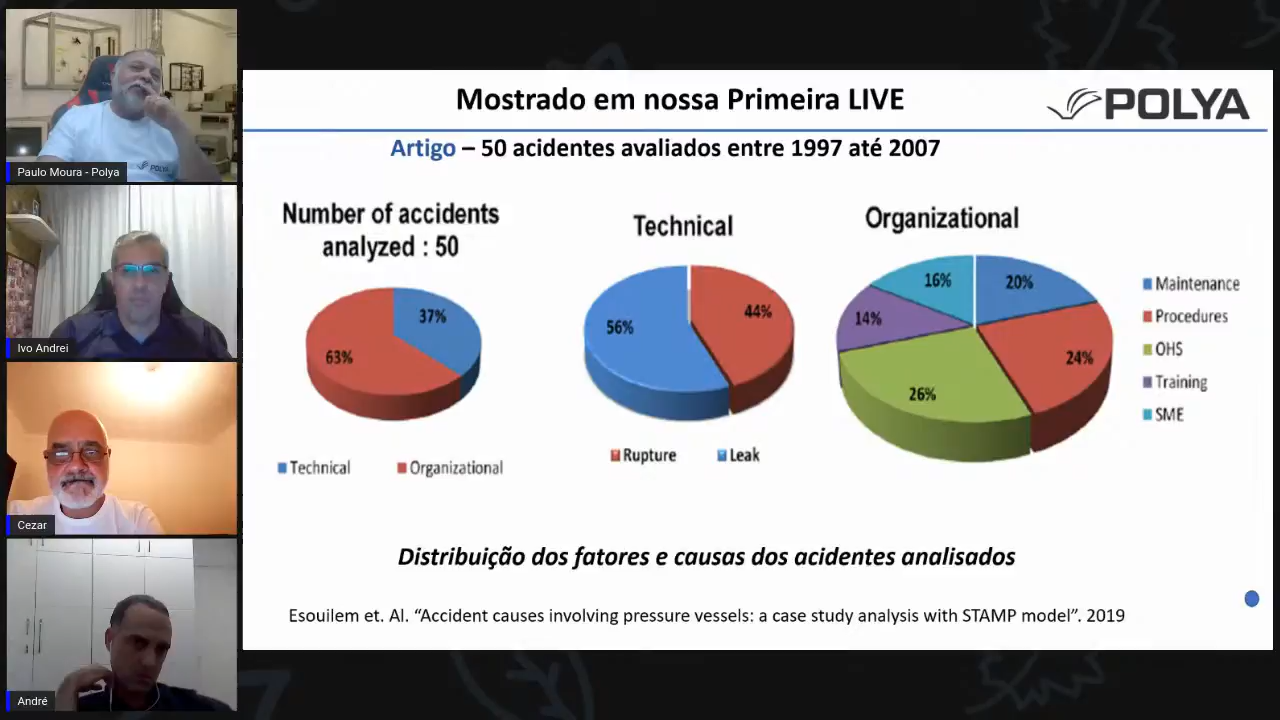 Mostrado em nossa Primeira LIVE
POLYA
Artigo – 50 acidentes avaliados entre 1997 até 2007
Number of accidents
analyzed : 50
37%
63%
Technical
Organizational
Technical
56%
44%
Rupture
Leak
Organizational
16%
20%
14%
24%
26%
Maintenance
Procedures
OHS
Training
SME
Distribuição dos fatores e causas dos acidentes analisados
Esouilem et. Al. “Accident causes involving pressure vessels: a case study analysis with STAMP model”. 2019
POLYA
Paulo Moura - Polya
Ivo Andrei
Cezar
André